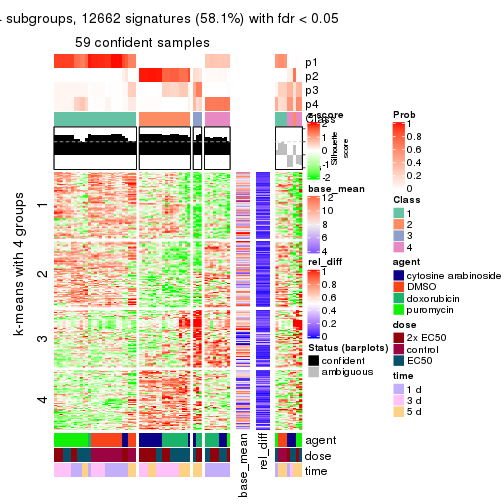 4 subgroups, 12662 signatures (58.1%) with fdr < 0.05
59 confident samples
p1
p2
p3
p4
Class
z-score
2
1
0
-1
-2
Silhouette
score
k-means with 4 groups
1
2
3
4
base_mean
12
10
8
6
4
rel_diff
1
0.8
0.6
0.4
0.2
0
Status (barplots)
confident
ambiguous
Prob
1
0.8
0.6
0.4
0.2
0
Class
1
2
3
4
agent
cytosine arabinoside
DMSO
doxorubicin
puromycin
dose
2x EC50
control
EC50
time
1 d
3 d
5 d
agent
dose
time
base_mean
rel_diff